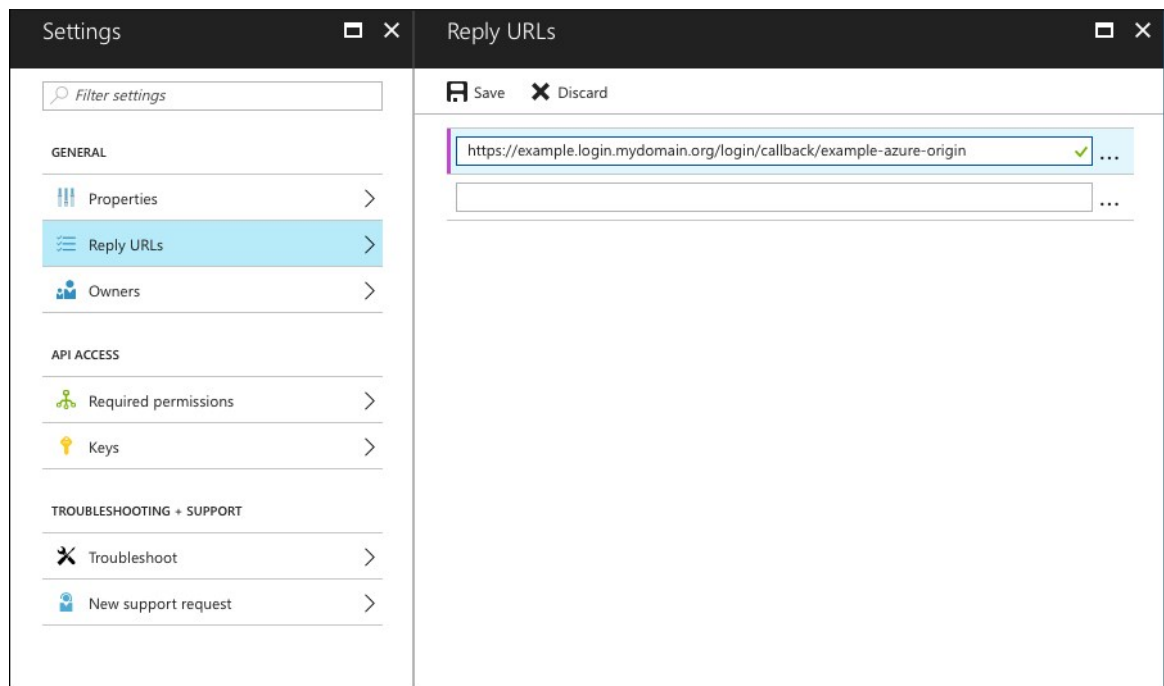 Settings
Filter settings
GENERAL
Properties
Reply URLs
Owners
API ACCESS
Required permissions
Keys
TROUBLESHOOTING + SUPPORT
Troubleshoot
New support request
Reply URLs
Save Discard
https://example.login.mydomain.org/login/callback/example-azure-origin